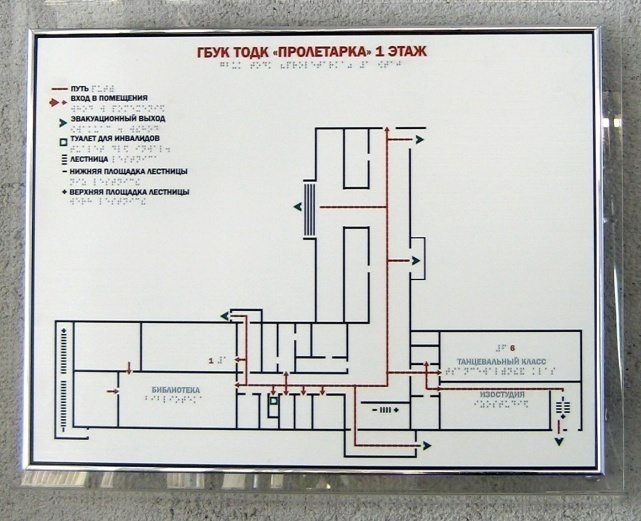 ГБУК ТОДК «ПРОЛЕТАРКА» 1 ЭТАЖ
ПУТЬ
ВХОД В ПОМЕЩЕНИЯ
ЭВАКУАЦИОННЫЙ ВЫХОД
ТУАЛЕТ ДЛЯ ИНВАЛИДОВ
ЛЕСТНИЦА
НИЖНЯЯ ПЛОЩАДКА ЛЕСТНИЦЫ
ВЕРХНЯЯ ПЛОЩАДКА ЛЕСТНИЦЫ
1
6
ТАНЦЕВАЛЬНЫЙ КЛАСС
БИБЛИОТЕКА
ИЗОСТУДИЯ